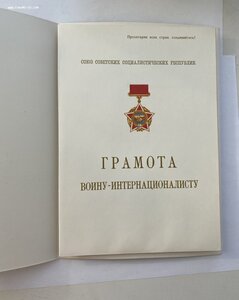 Пролетарии всех стран, соединяйтесь!
СОЮЗ СОВЕТСКИХ СОЦИАЛИСТИЧЕСКИХ РЕСПУБЛИК
ГРАМОТА
ВОИНУ-ИНТЕРНАЦИОНАЛИСТУ